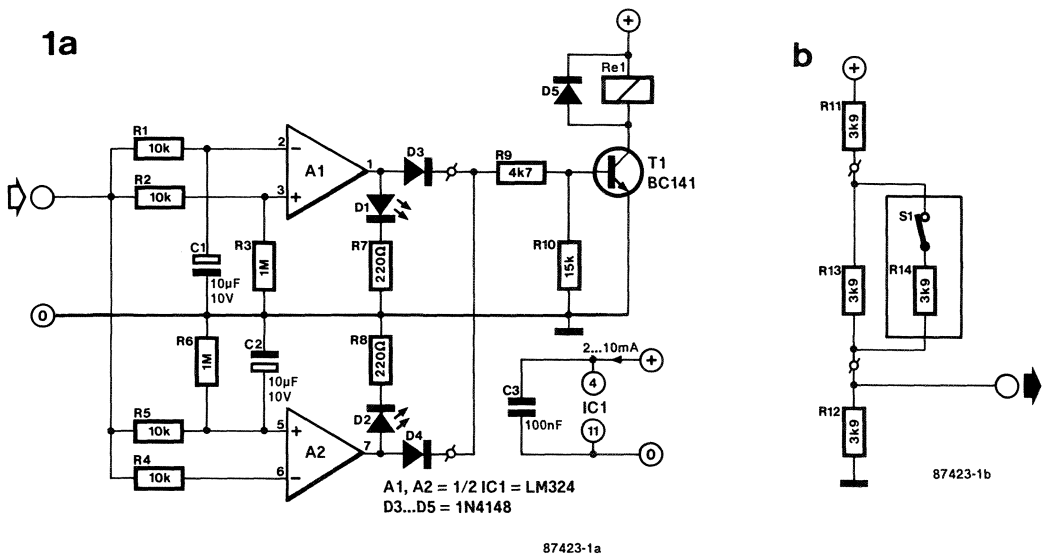 1a
b
R1
10k
R2
10k
2
−
3
+
A1
1
D3
D1
R7
220Ω
R3
1M
C1
10µF
10V
0
R6
1M
C2
10µF
10V
R8
220Ω
D2
R5
10k
R4
10k
5
+
6
−
A2
7
D4
+
D5
Re1
R9
4k7
T1
BC141
R10
15k
2...10mA
+
C3
100nF
4
IC1
11
0
A1, A2 = 1/2 IC1 = LM324
D3...D5 = 1N4148
87423-1a
+
R11
3k9
S1
R13
3k9
R14
3k9
R12
3k9
87423-1b